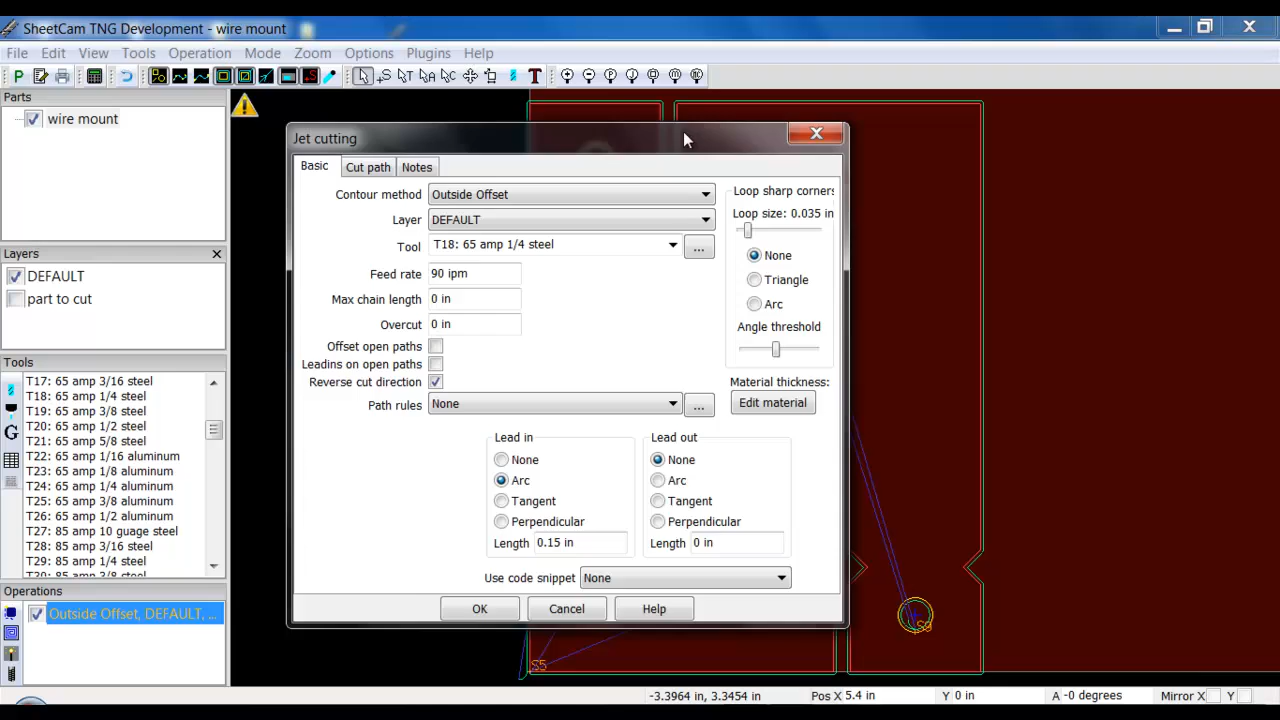 SheetCam TNG Development - wire mount
File Edit View Tools Operation Mode Zoom Options Plugins Help
Parts
wire mount
Layers
DEFAULT
part to cut
Tools
T17: 65 amp 3/16 steel
T18: 65 amp 1/4 steel
T19: 65 amp 3/8 steel
T20: 65 amp 1/2 steel
T21: 65 amp 5/8 steel
T22: 65 amp 1/16 aluminum
T23: 65 amp 1/8 aluminum
T24: 65 amp 1/4 aluminum
T25: 65 amp 3/8 aluminum
T26: 65 amp 1/2 aluminum
T27: 85 amp 10 guage steel
T28: 85 amp 3/16 steel
T29: 85 amp 1/4 steel
T30: 85 amp 3/8 steel
Operations
Outside Offset, DEFAULT, ...
Jet cutting
Basic Cut path Notes
Contour method Outside Offset
Layer DEFAULT
Tool T18: 65 amp 1/4 steel ...
Feed rate 90 ipm
Max chain length 0 in
Overcut 0 in
Offset open paths
Leadins on open paths
Reverse cut direction
Path rules None ...
Loop sharp corners
Loop size: 0.035 in
None
Triangle
Arc
Angle threshold
Material thickness:
Edit material
Lead in
None
Arc
Tangent
Perpendicular
Length 0.15 in
Lead out
None
Arc
Tangent
Perpendicular
Length 0 in
Use code snippet None
OK Cancel Help
S5
S9
-3.3964 in, 3.3454 in Pos X 5.4 in Y 0 in A -0 degrees Mirror X Y